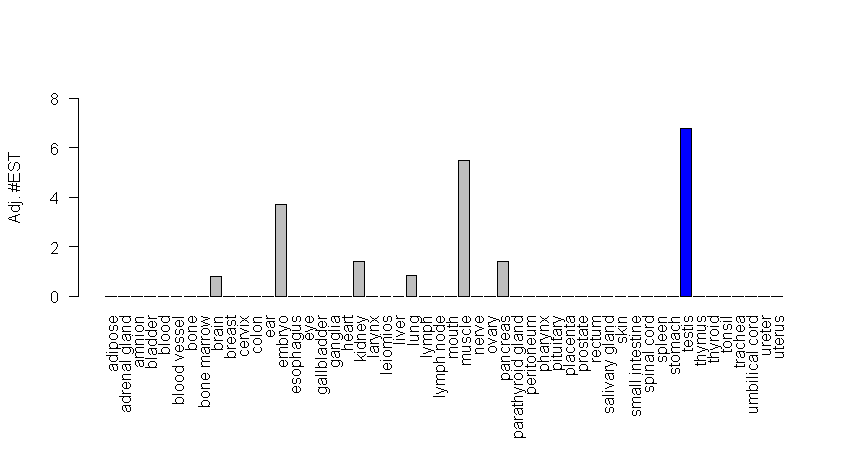 8
6
4
2
0
Adj. #EST
adipose
adrenal gland
amnion
bladder
blood
blood vessel
bone
bone marrow
brain
breast
cervix
colon
ear
embryo
esophagus
eye
gallbladder
ganglia
heart
kidney
larynx
leiomios
liver
lung
lymph
lymph node
mouth
muscle
nerve
ovary
pancreas
parathyroid gland
peritoneum
pharynx
pituitary
placenta
prostate
rectum
salivary gland
skin
small intestine
spinal cord
spleen
stomach
testis
thymus
thyroid
tonsil
trachea
umbilical cord
ureter
uterus